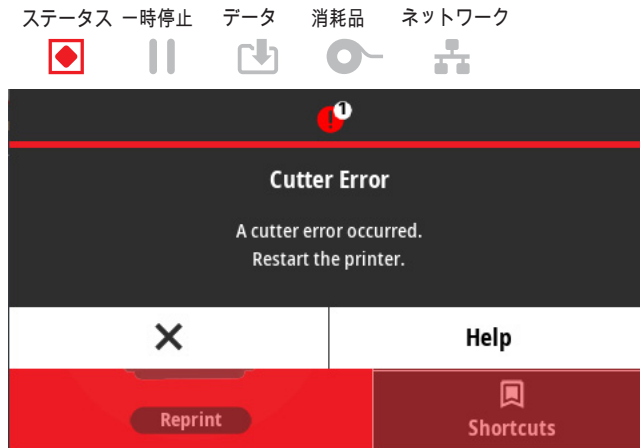 ステータス 一時停止 データ 消耗品 ネットワーク
1
Cutter Error
A cutter error occurred.
Restart the printer.
Help
Reprint
Shortcuts